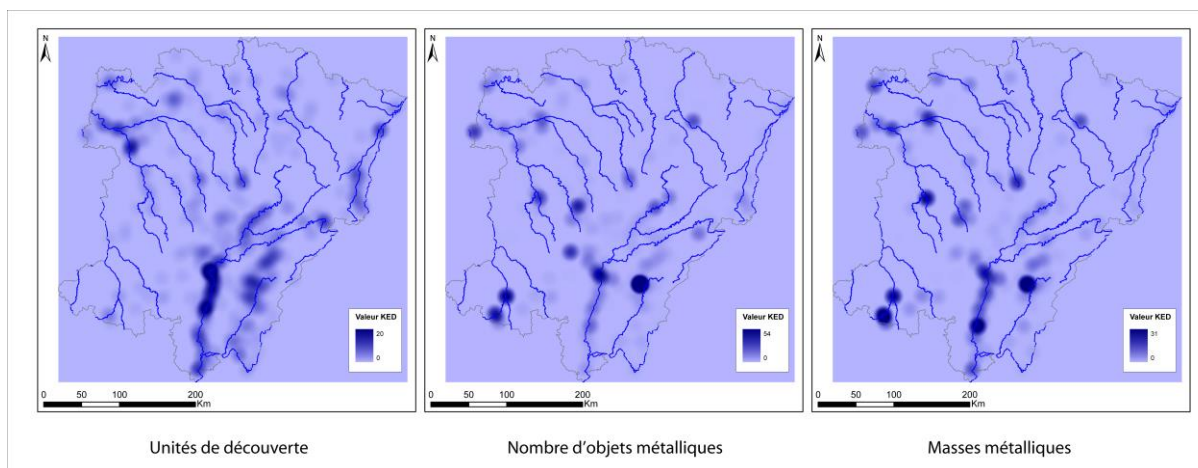 N
Valeur KED
20
0
0 50 100 200
Km
Unités de découverte
N
Valeur KED
54
0
0 50 100 200
Km
Nombre d'objets métalliques
N
Valeur KED
31
0
0 50 100 200
Km
Masses métalliques